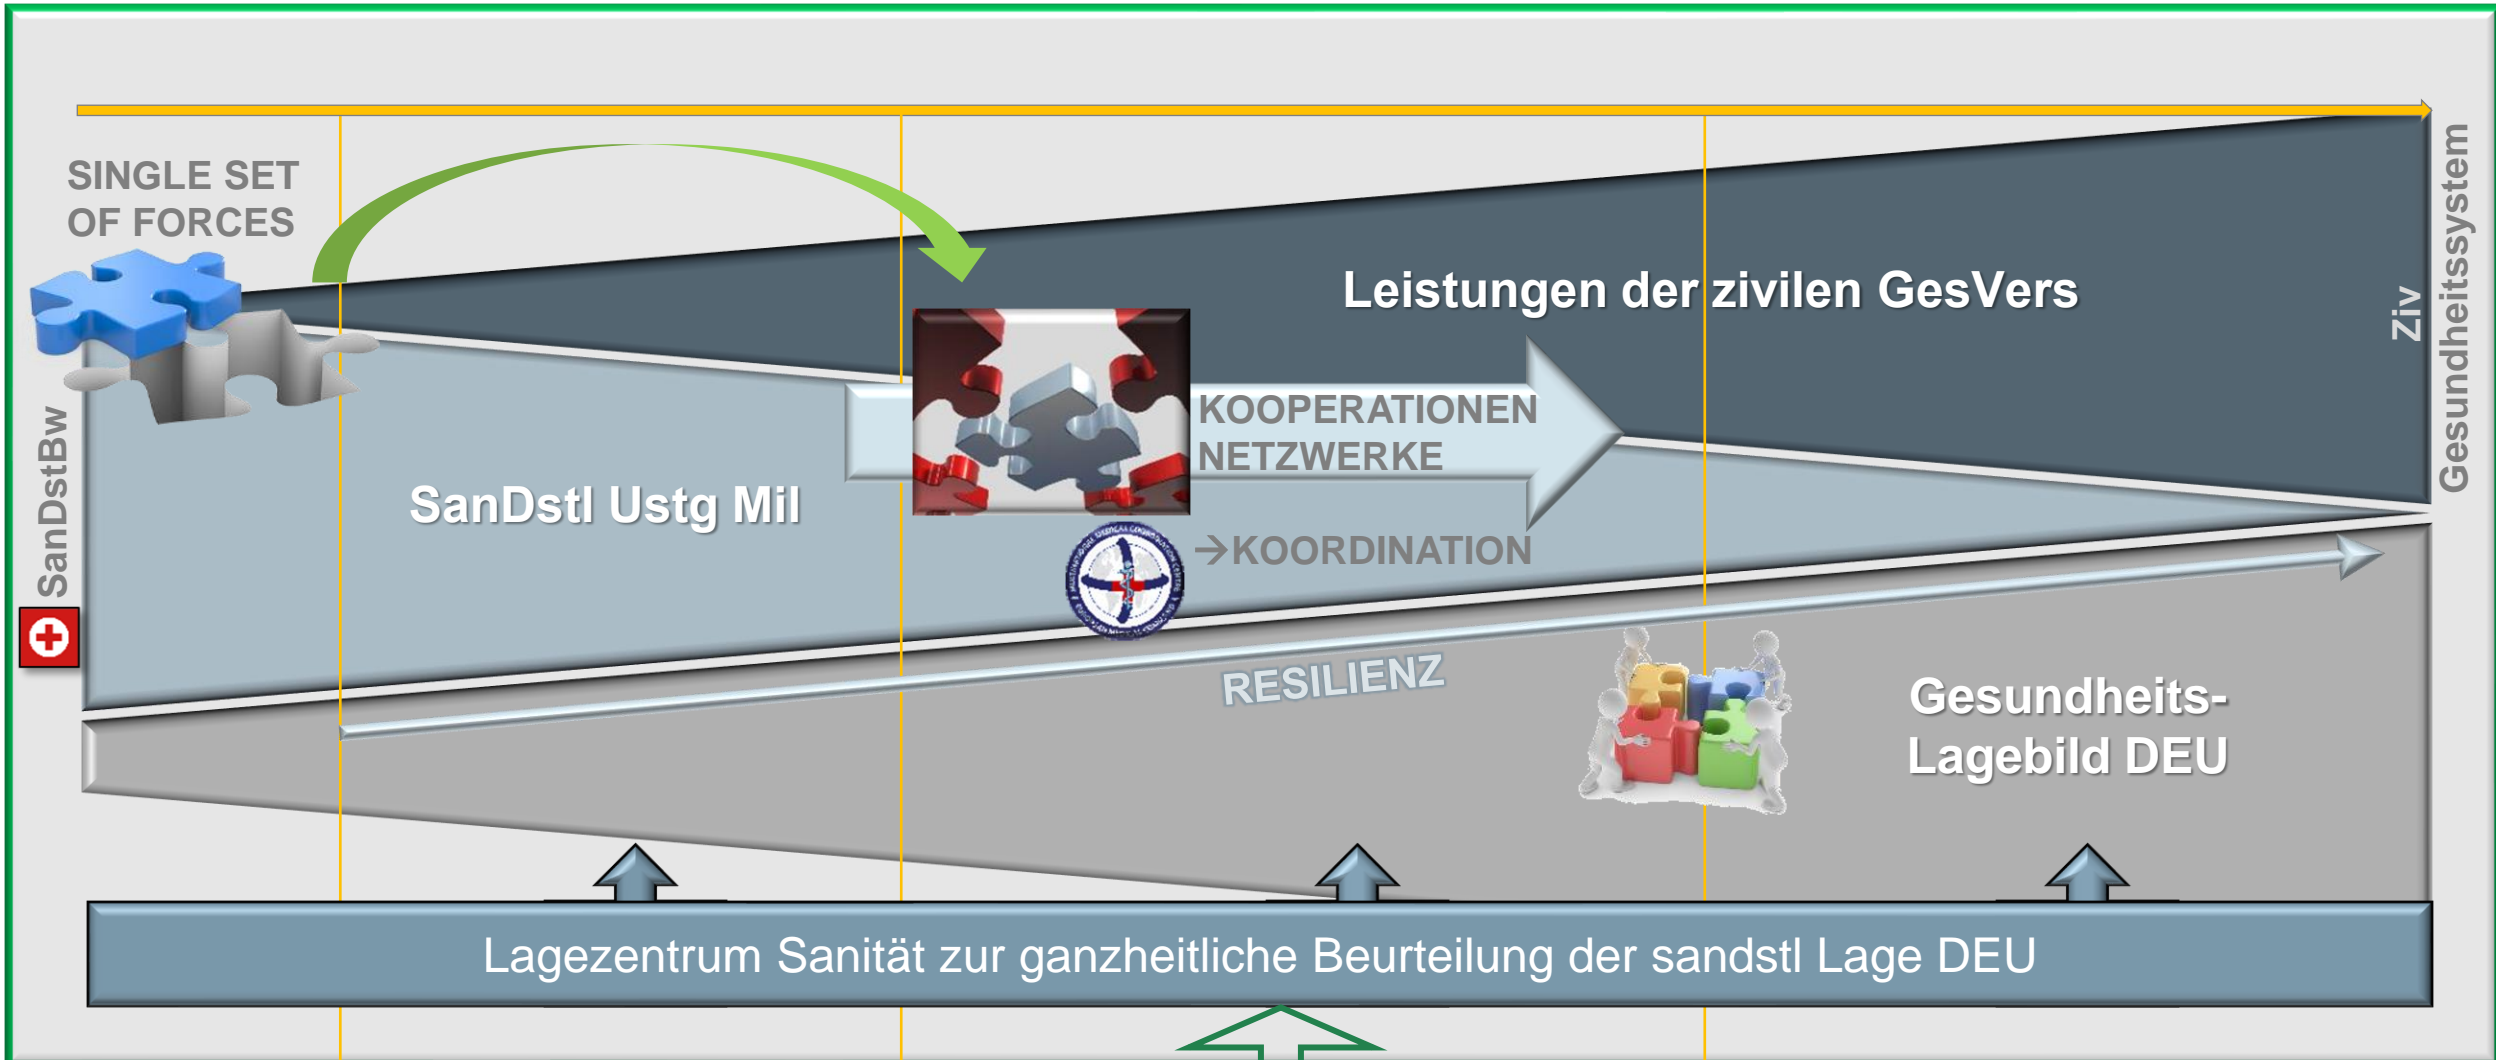 SINGLE SET
OF FORCES
SanDstBw
SanDstl Ustg Mil
Leistungen der zivilen GesVers
Ziv
Gesundheitssystem
KOOPERATIONEN
NETZWERKE
→KOORDINATION
RESILIENZ
Gesundheits-
Lagebild DEU
Lagezentrum Sanität zur ganzheitliche Beurteilung der sandstl Lage DEU